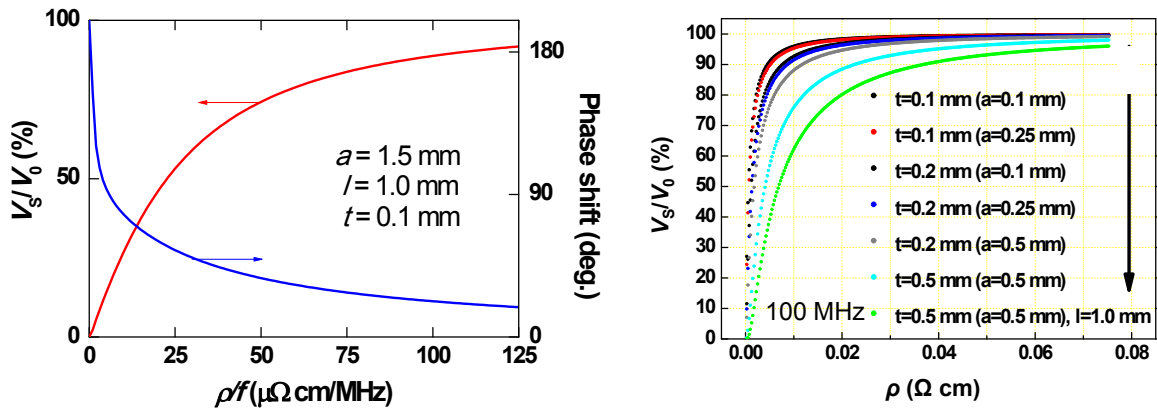 100
50
0
V_S/V_0 (%)
180
90
0
Phase shift (deg.)
a = 1.5 mm
l = 1.0 mm
t = 0.1 mm
0 25 50 75 100 125
ρ/f (μΩ cm/MHz)
100
90
80
70
60
50
40
30
20
10
0
V_S/V_0 (%)
t=0.1 mm (a=0.1 mm)
t=0.1 mm (a=0.25 mm)
t=0.2 mm (a=0.1 mm)
t=0.2 mm (a=0.25 mm)
t=0.2 mm (a=0.5 mm)
t=0.5 mm (a=0.5 mm)
100 MHz
t=0.5 mm (a=0.5 mm), l=1.0 mm
0.00 0.02 0.04 0.06 0.08
ρ (Ω cm)